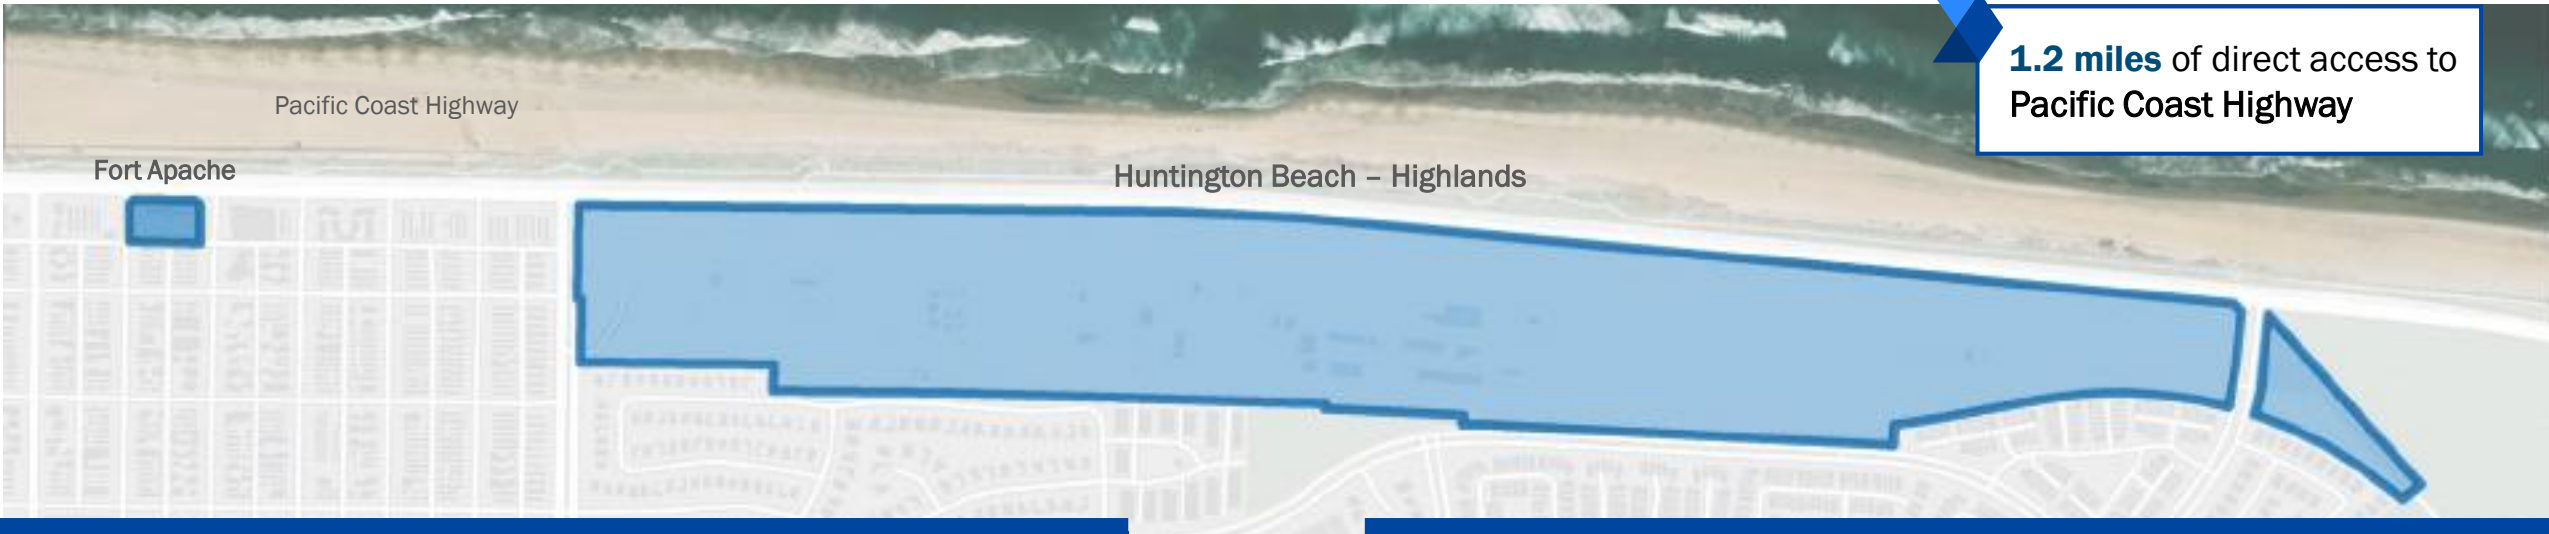 1.2 miles of direct access to
Pacific Coast Highway
Pacific Coast Highway
Fort Apache
Huntington Beach – Highlands